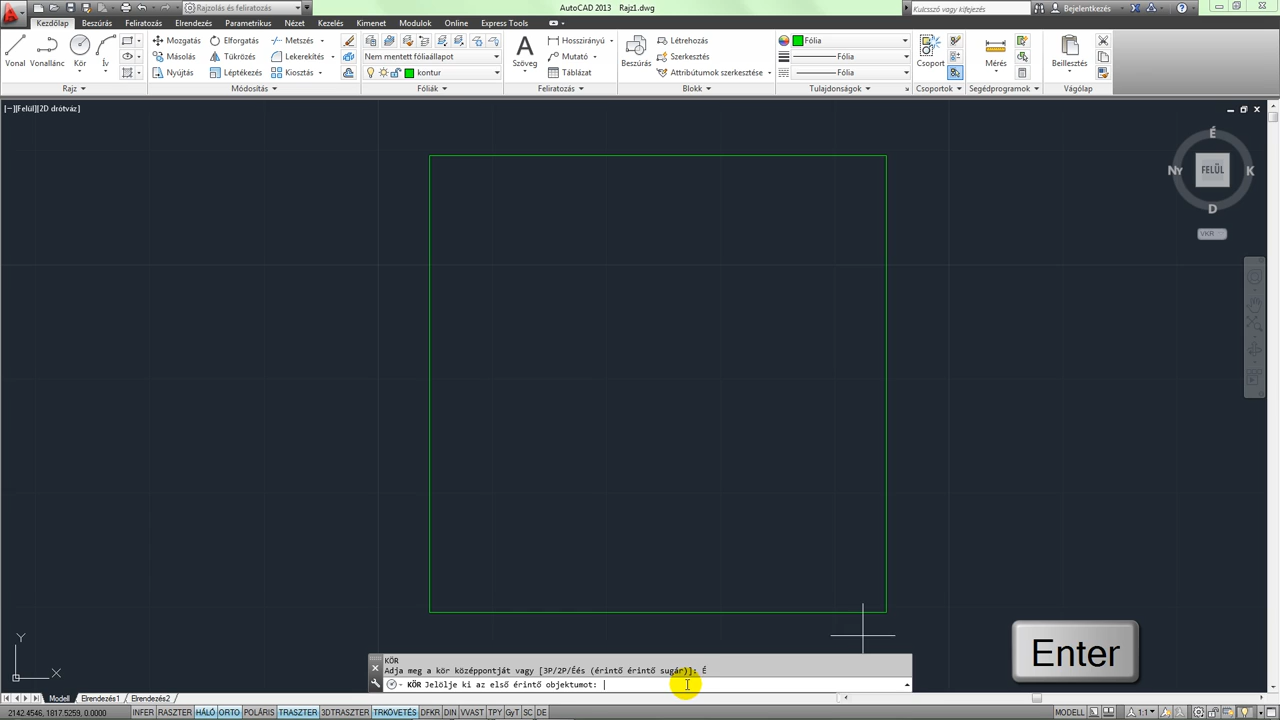 Rajzolás és feliratozás
AutoCAD 2013 Rajz1.dwg
Kulcsszó vagy kifejezés
Bejelentkezés
Kezdőlap Beszúrás Feliratozás Elrendezés Parametrikus Nézet Kezelés Kimenet Modulok Online Express Tools
Mozgatás Elforgatás Metszés
Másolás Tükrözés Lekerekítés
Nyújtás Léptékezés Kiosztás
Vonal Vonallánc Kör Ív
Nem mentett fóliaállapot
kontur
Szöveg
Hosszirányú
Mutató
Táblázat
Beszúrás
Létrehozás
Szerkesztés
Attribútumok szerkesztése
Fólia
Fólia
Fólia
Csoport
Mérés
Beillesztés
Rajz Módosítás Fóliák Feliratozás Blokk Tulajdonságok Csoportok Segédprogramok Vágólap
[−][Felül][2D drótváz]
É
Ny FELÜL K
D
VKR
Y
X
Enter
KÖR
Adja meg a kör középpontját vagy [3P/2P/Éés (érintő érintő sugár)]: É
KÖR Jelölje ki az első érintő objektumot:
Modell Elrendezés1 Elrendezés2
2142.4546, 1817.5259, 0.0000 INFER RASZTER HÁLÓ ORTO POLÁRIS TRASZTER 3DTRASZTER TRKÖVETÉS DFKR DIN VVAST TPY GyT SC DE MODELL 1:1